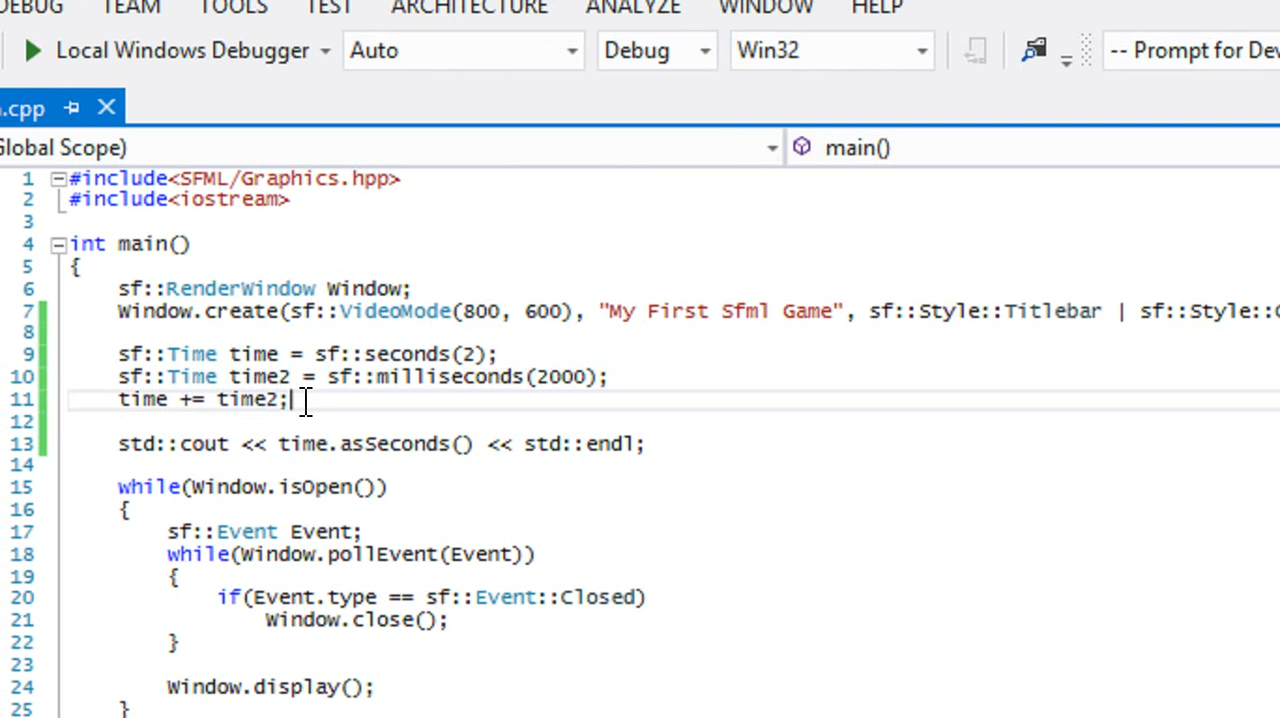 DEBUG TEAM TOOLS TEST ARCHITECTURE ANALYZE WINDOW HELP
Local Windows Debugger Auto Debug Win32 -- Prompt for Dev
.cpp
Global Scope) main()
1 #include<SFML/Graphics.hpp>
2 #include<iostream>
3
4 int main()
5 {
6 sf::RenderWindow Window;
7 Window.create(sf::VideoMode(800, 600), "My First Sfml Game", sf::Style::Titlebar | sf::Style::C
8
9 sf::Time time = sf::seconds(2);
10 sf::Time time2 = sf::milliseconds(2000);
11 time += time2;
12
13 std::cout << time.asSeconds() << std::endl;
14
15 while(Window.isOpen())
16 {
17 sf::Event Event;
18 while(Window.pollEvent(Event))
19 {
20 if(Event.type == sf::Event::Closed)
21 Window.close();
22 }
23
24 Window.display();
25 }